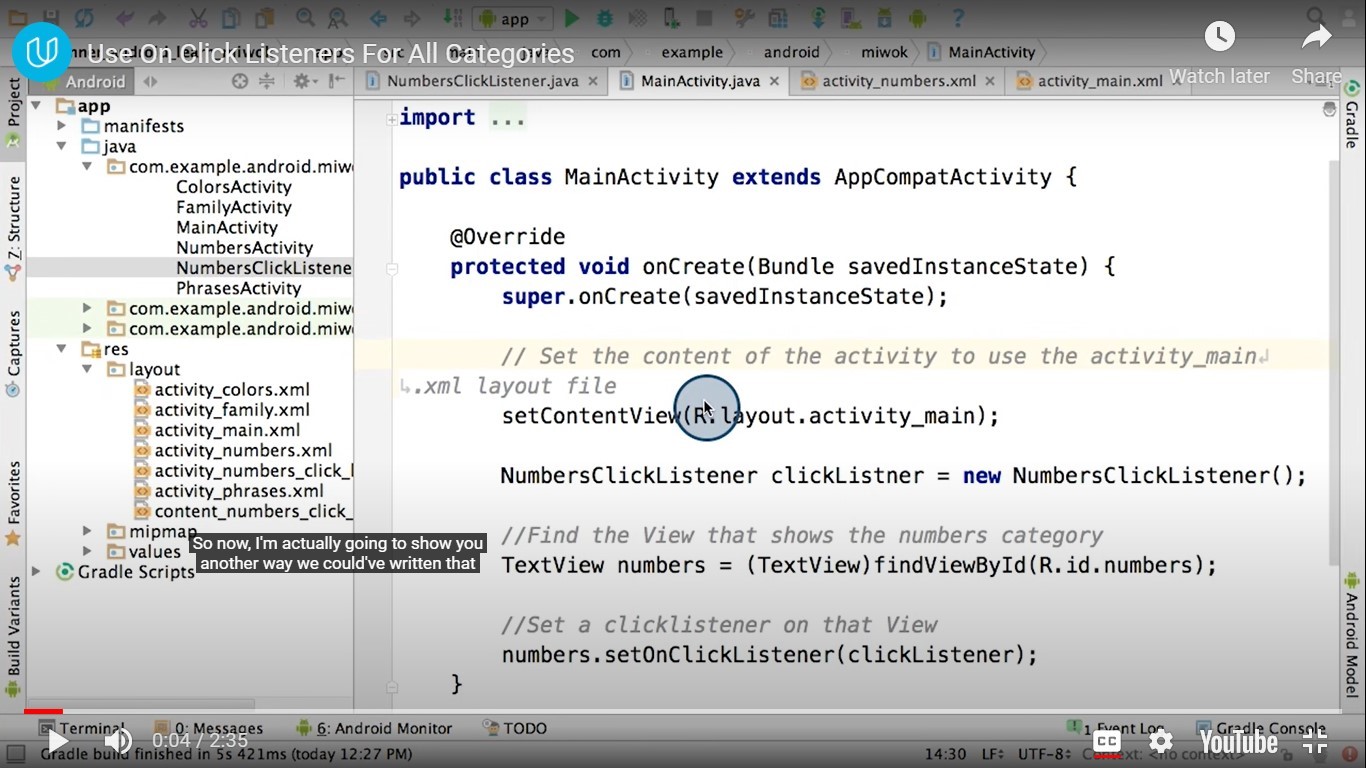 app
Use On Click Listeners For All Categories
com example android miwok MainActivity
Watch later Share
Android
NumbersClickListener.java MainActivity.java activity_numbers.xml activity_main.xml
Project
Z: Structure
Captures
Favorites
Build Variants
app
manifests
java
com.example.android.miw
ColorsActivity
FamilyActivity
MainActivity
NumbersActivity
NumbersClickListene
PhrasesActivity
com.example.android.miw
com.example.android.miw
res
layout
activity_colors.xml
activity_family.xml
activity_main.xml
activity_numbers.xml
activity_numbers_click_
activity_phrases.xml
content_numbers_click_
mipmap
values
Gradle Scripts
import ...
public class MainActivity extends AppCompatActivity {
@Override
protected void onCreate(Bundle savedInstanceState) {
super.onCreate(savedInstanceState);
// Set the content of the activity to use the activity_main
.xml layout file
setContentView(R.layout.activity_main);
NumbersClickListener clickListner = new NumbersClickListener();
//Find the View that shows the numbers category
TextView numbers = (TextView)findViewById(R.id.numbers);
//Set a clicklistener on that View
numbers.setOnClickListener(clickListener);
}
So now, I'm actually going to show you
another way we could've written that
Gradle
Android Model
Terminal 0: Messages 6: Android Monitor TODO 1 Event Log Gradle Console
0:04 / 2:35 CC YouTube
Gradle build finished in 5s 421ms (today 12:27 PM) 14:30 LF UTF-8 Context: <no context>